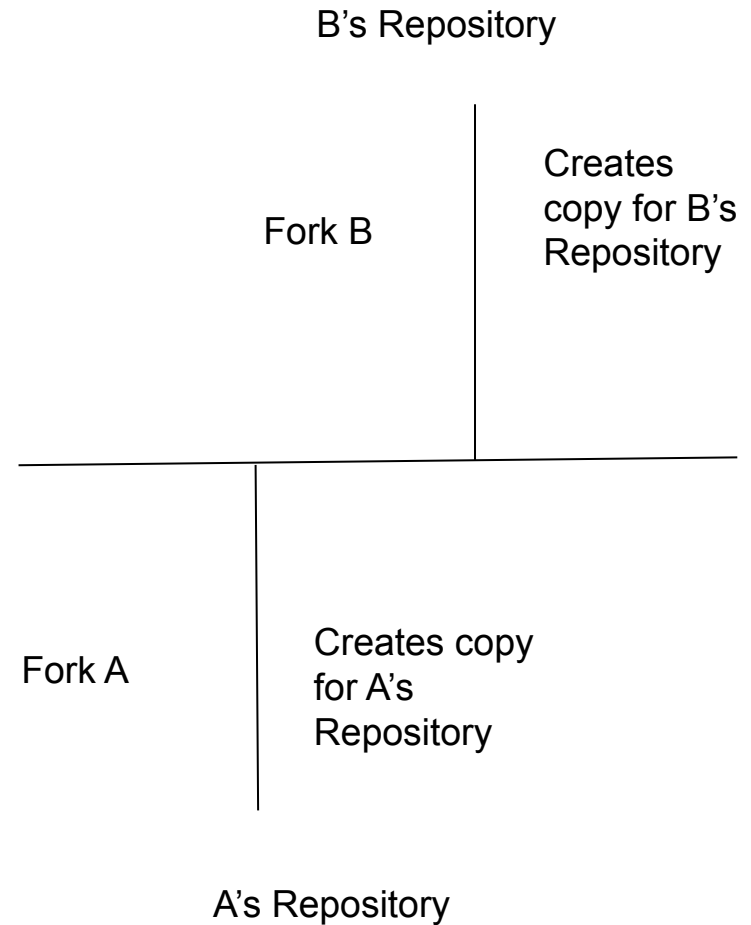 B’s Repository
Creates
copy for B’s
Repository
Fork B
Fork A
Creates copy
for A’s
Repository
A’s Repository